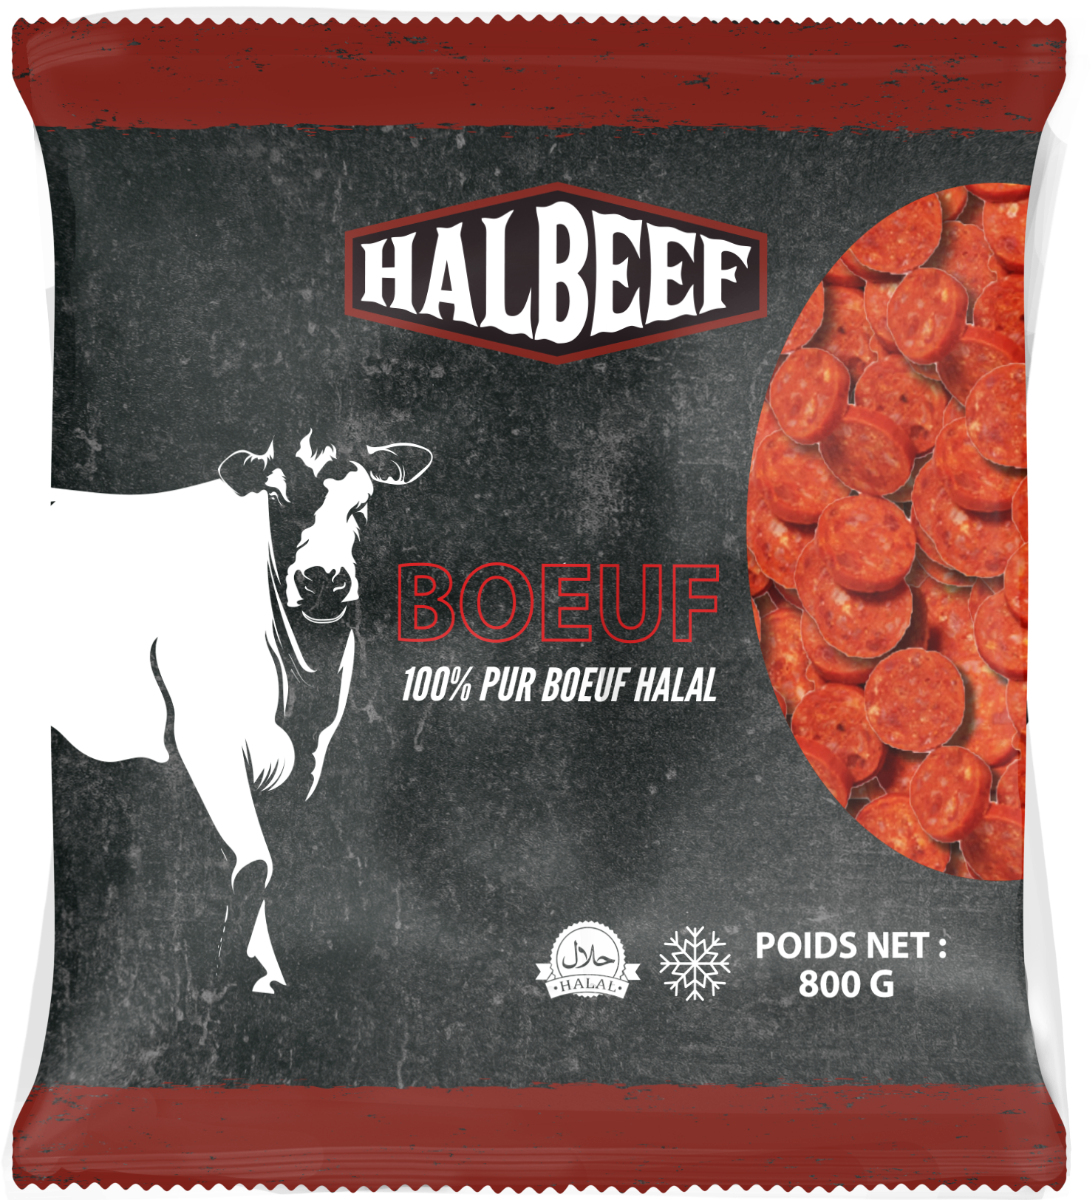 HALBEEF
BOEUF
100% PUR BOEUF HALAL
حلال
· HALAL ·
POIDS NET :
800 G